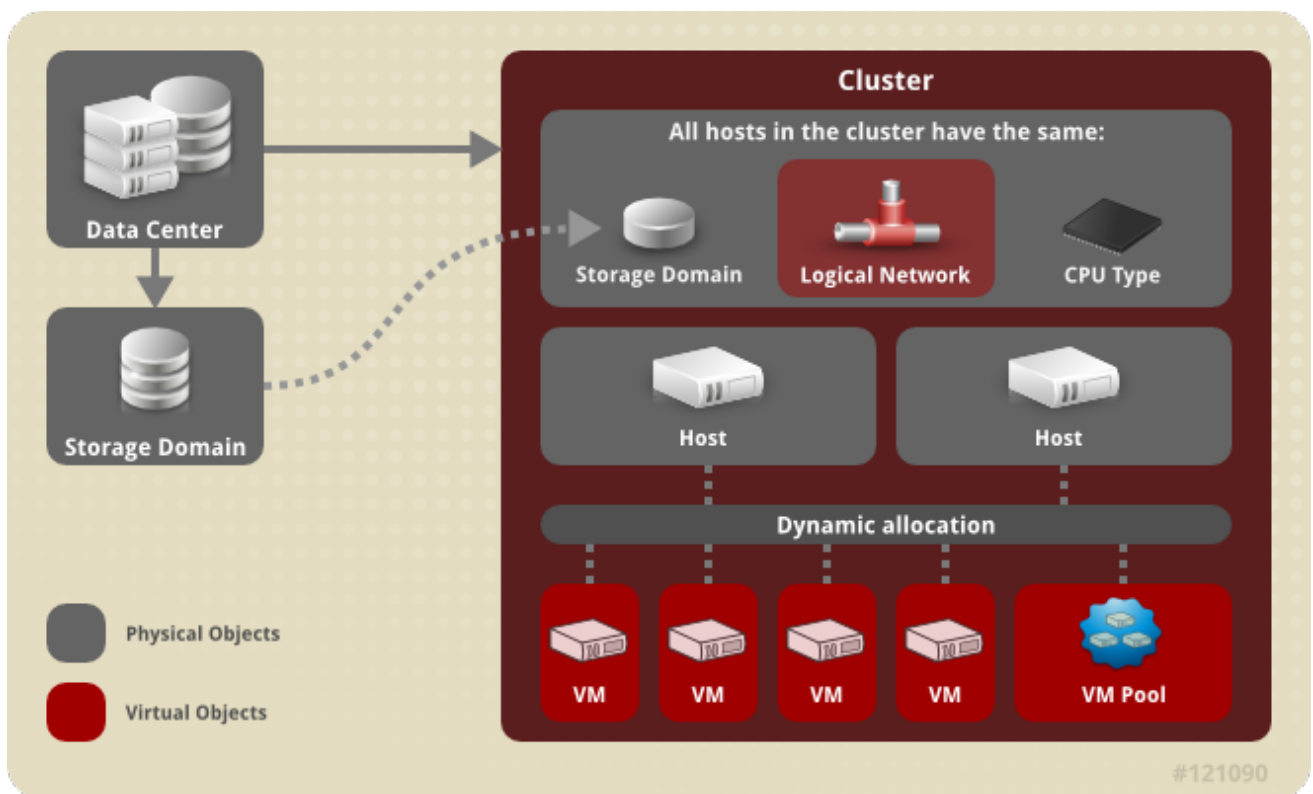 Cluster
All hosts in the cluster have the same:
Data Center
Storage Domain
Logical Network
CPU Type
Storage Domain
Host
Host
Dynamic allocation
VM
VM
VM
VM
VM Pool
Physical Objects
Virtual Objects
#121090